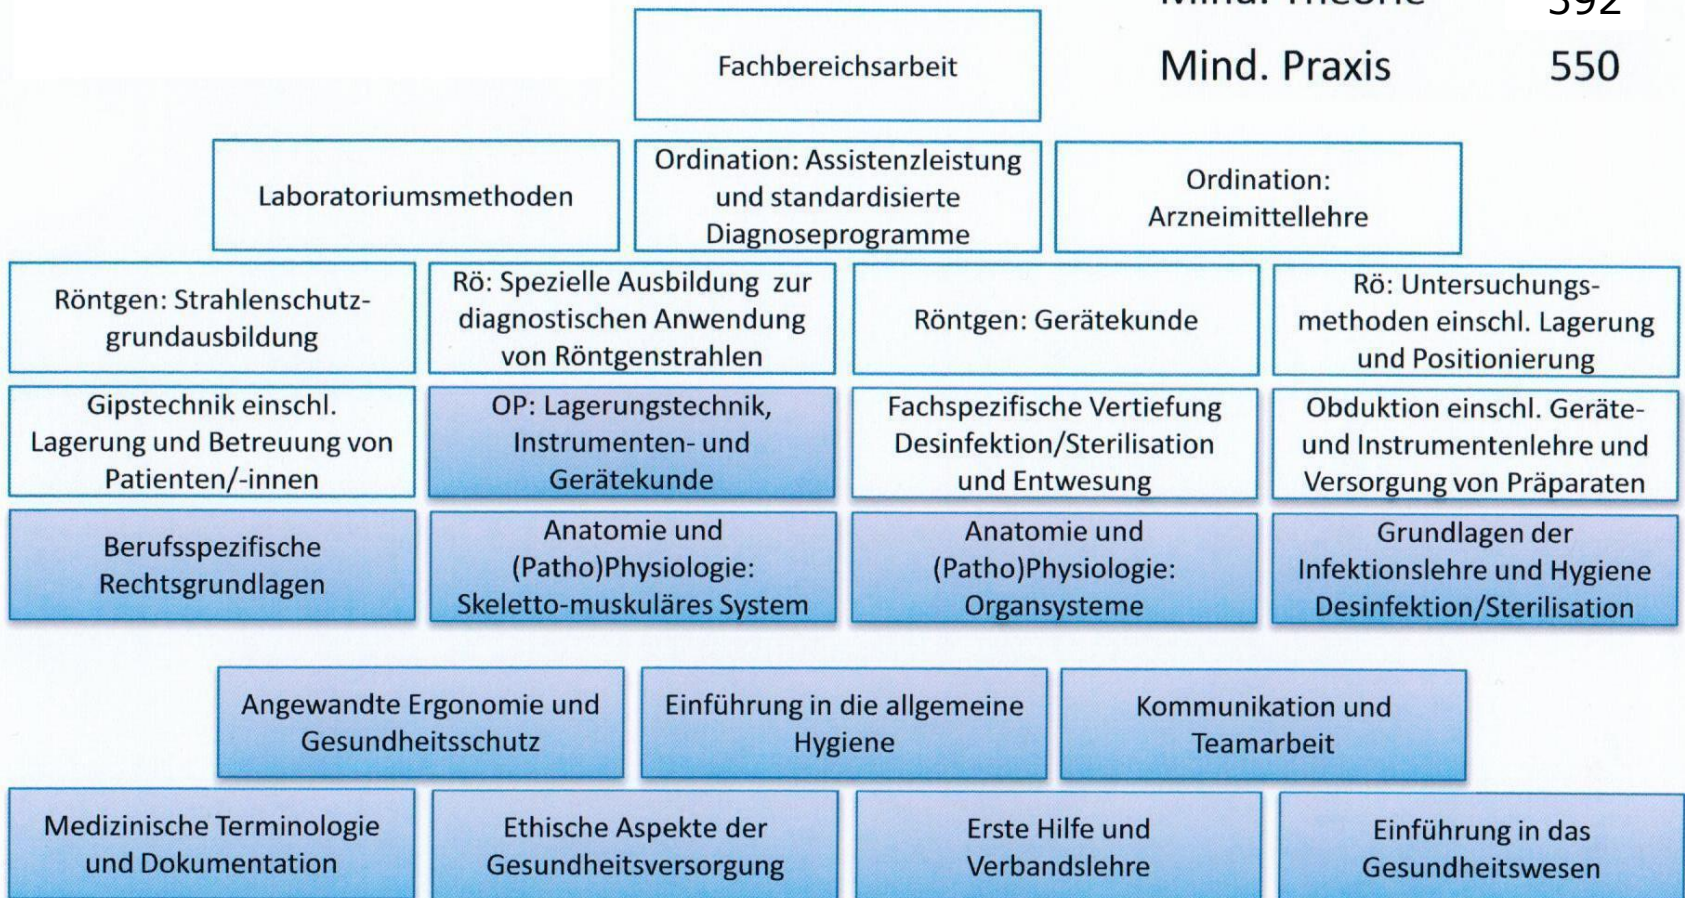 Mind. Theorie 592
Mind. Praxis 550
Fachbereichsarbeit
Laboratoriumsmethoden
Ordination: Assistenzleistung
und standardisierte
Diagnoseprogramme
Ordination:
Arzneimittellehre
Röntgen: Strahlenschutz-
grundausbildung
Rö: Spezielle Ausbildung zur
diagnostischen Anwendung
von Röntgenstrahlen
Röntgen: Gerätekunde
Rö: Untersuchungs-
methoden einschl. Lagerung
und Positionierung
Gipstechnik einschl.
Lagerung und Betreuung von
Patienten/-innen
OP: Lagerungstechnik,
Instrumenten- und
Gerätekunde
Fachspezifische Vertiefung
Desinfektion/Sterilisation
und Entwesung
Obduktion einschl. Geräte-
und Instrumentenlehre und
Versorgung von Präparaten
Berufsspezifische
Rechtsgrundlagen
Anatomie und
(Patho)Physiologie:
Skeletto-muskuläres System
Anatomie und
(Patho)Physiologie:
Organsysteme
Grundlagen der
Infektionslehre und Hygiene
Desinfektion/Sterilisation
Angewandte Ergonomie und
Gesundheitsschutz
Einführung in die allgemeine
Hygiene
Kommunikation und
Teamarbeit
Medizinische Terminologie
und Dokumentation
Ethische Aspekte der
Gesundheitsversorgung
Erste Hilfe und
Verbandslehre
Einführung in das
Gesundheitswesen